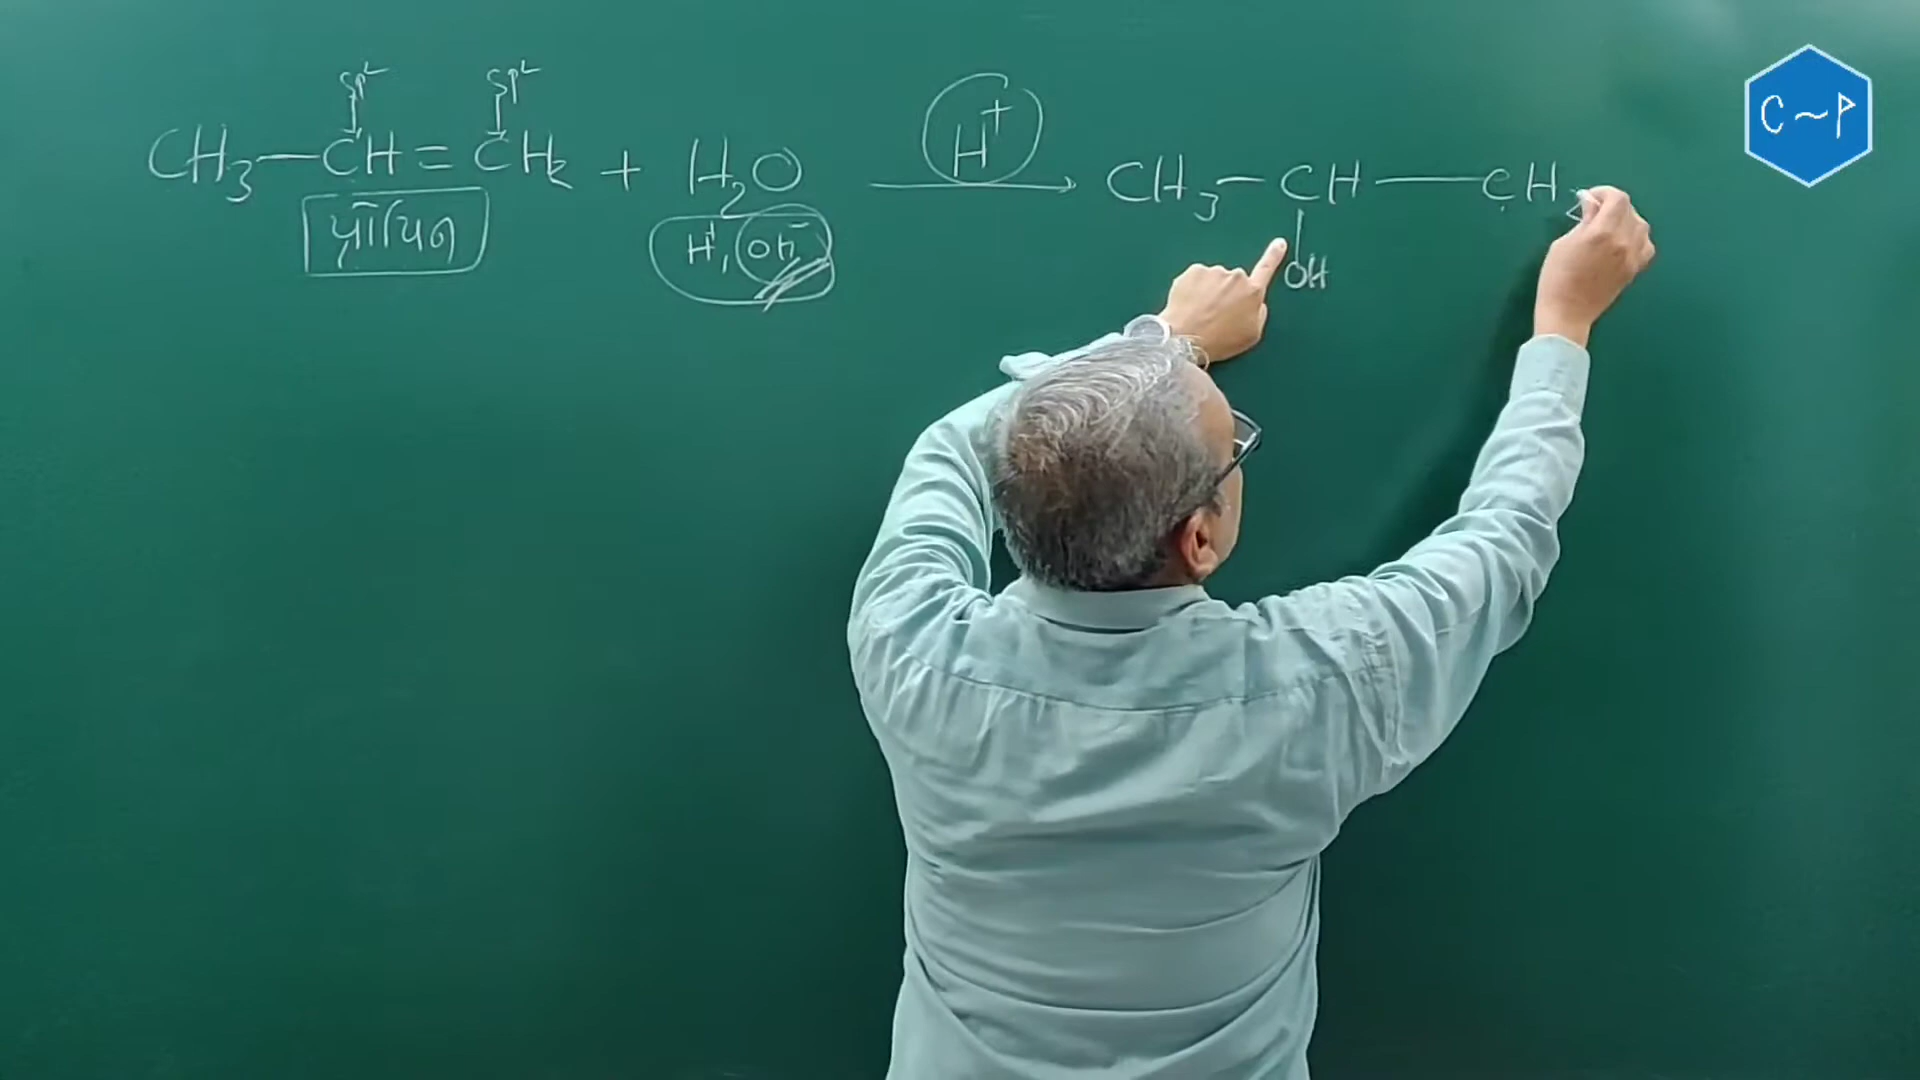 sp² sp²
H⁺
CH₃—CH=CH₂ + H₂O → CH₃—CH—CH
પ્રોપિન H⁺, OH⁻
OH
C~P